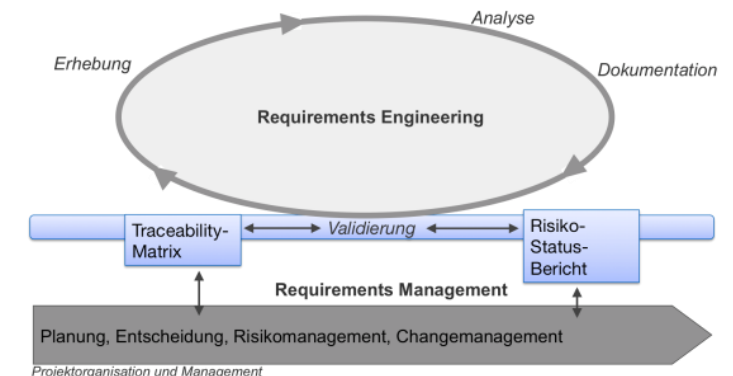 Analyse
Erhebung
Dokumentation
Requirements Engineering
Traceability-
Matrix
Validierung
Risiko-
Status-
Bericht
Requirements Management
Planung, Entscheidung, Risikomanagement, Changemanagement
Projektorganisation und Management